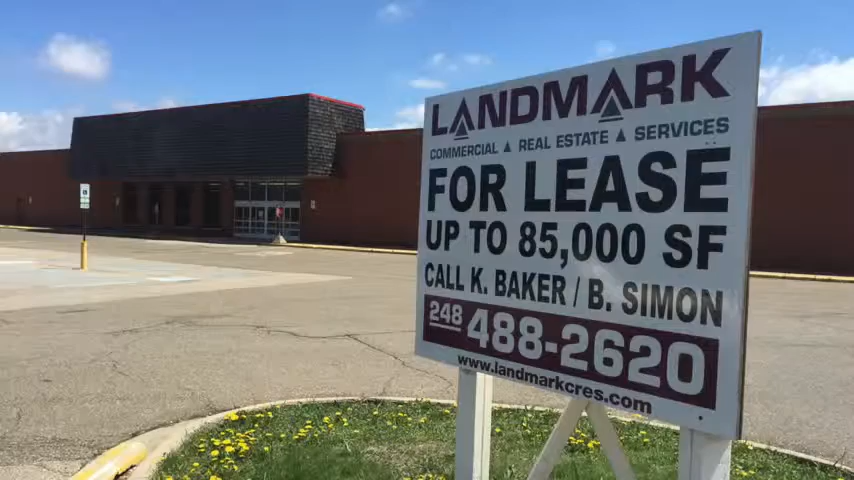 LANDMARK
COMMERCIAL ▲ REAL ESTATE ▲ SERVICES
FOR LEASE
UP TO 85,000 SF
CALL K. BAKER / B. SIMON
248 488-2620
www.landmarkcres.com